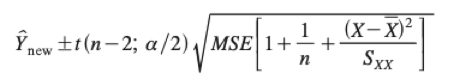 Ŷ_new ± t(n−2; α/2) √(MSE[1 + 1/n + (X−X̄)²/S_XX])